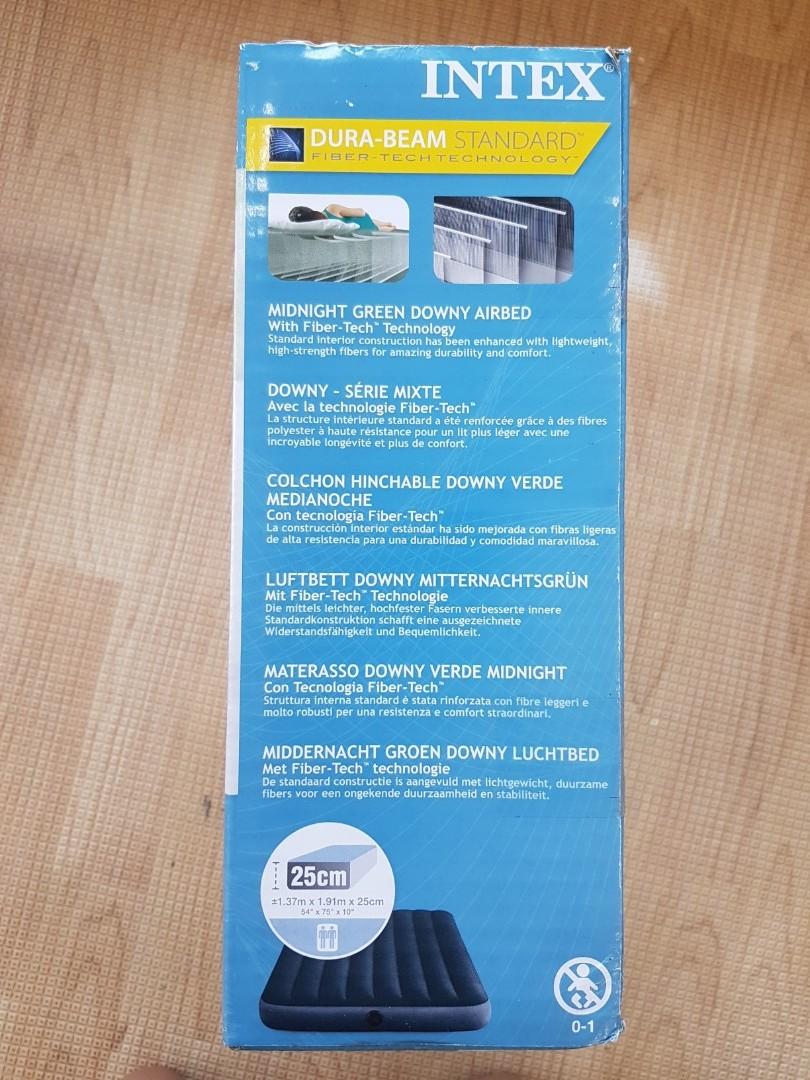 INTEX®
DURA-BEAM STANDARD™
FIBER-TECH TECHNOLOGY™
MIDNIGHT GREEN DOWNY AIRBED
With Fiber-Tech™ Technology
Standard interior construction has been enhanced with lightweight,
high-strength fibers for amazing durability and comfort.
DOWNY - SÉRIE MIXTE
Avec la technologie Fiber-Tech™
La structure intérieure standard a été renforcée grâce à des fibres
polyester à haute résistance pour un lit plus léger avec une
incroyable longévité et plus de confort.
COLCHON HINCHABLE DOWNY VERDE
MEDIANOCHE
Con tecnologia Fiber-Tech™
La construcción interior estándar ha sido mejorada con fibras ligeras
de alta resistencia para una durabilidad y comodidad maravillosa.
LUFTBETT DOWNY MITTERNACHTSGRÜN
Mit Fiber-Tech™ Technologie
Die mittels leichter, hochfester Fasern verbesserte innere
Standardkonstruktion schafft eine ausgezeichnete
Widerstandsfähigkeit und Bequemlichkeit.
MATERASSO DOWNY VERDE MIDNIGHT
Con Tecnologia Fiber-Tech™
Struttura interna standard è stata rinforzata con fibre leggeri e
molto robusti per una resistenza e comfort straordinari.
MIDDERNACHT GROEN DOWNY LUCHTBED
Met Fiber-Tech™ technologie
De standaard constructie is aangevuld met lichtgewicht, duurzame
fibers voor een ongekende duurzaamheid en stabiliteit.
25cm
±1.37m x 1.91m x 25cm
54" x 75" x 10"
0-1